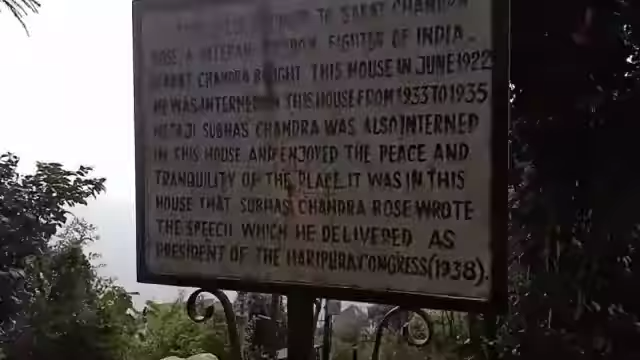 TO SARAT CHANDRA
BOSE, A VETERAN FREEDOM FIGHTER OF INDIA.
SARAT CHANDRA BOUGHT THIS HOUSE IN JUNE 1922
HE WAS INTERNED IN THIS HOUSE FROM 1933 TO 1935
NETAJI SUBHAS CHANDRA WAS ALSO INTERNED
IN THIS HOUSE AND ENJOYED THE PEACE AND
TRANQUILITY OF THE PLACE. IT WAS IN THIS
HOUSE THAT SUBHAS CHANDRA BOSE WROTE
THE SPEECH WHICH HE DELIVERED AS
PRESIDENT OF THE HARIPURA CONGRESS (1938).